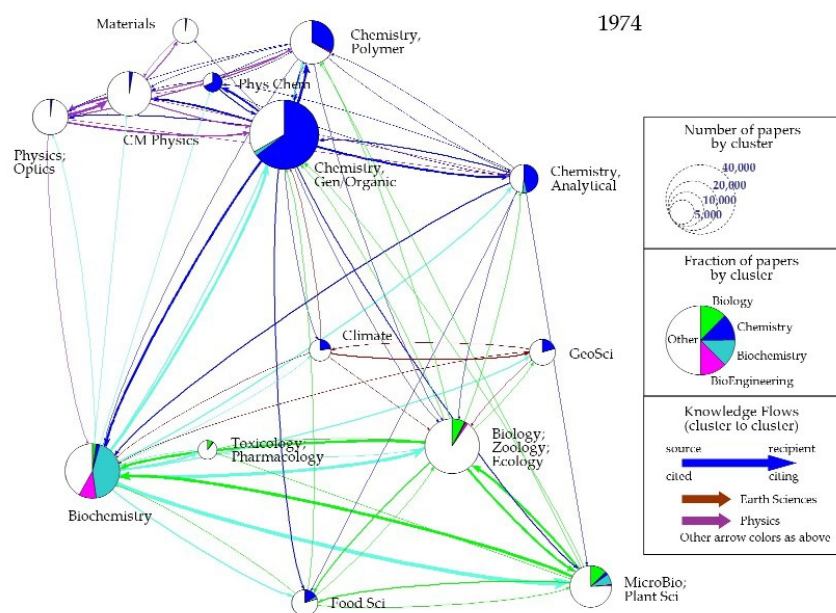 1974
Materials
Chemistry,
Polymer
Phys Chem
CM Physics
Physics;
Optics
Chemistry,
Gen/Organic
Chemistry,
Analytical
Climate
GeoSci
Toxicology;
Pharmacology
Biology;
Zoology;
Ecology
Biochemistry
Food Sci
MicroBio;
Plant Sci
Number of papers
by cluster
40,000
20,000
10,000
5,000
Fraction of papers
by cluster
Biology
Chemistry
Other
Biochemistry
BioEngineering
Knowledge Flows
(cluster to cluster)
source recipient
cited citing
Earth Sciences
Physics
Other arrow colors as above